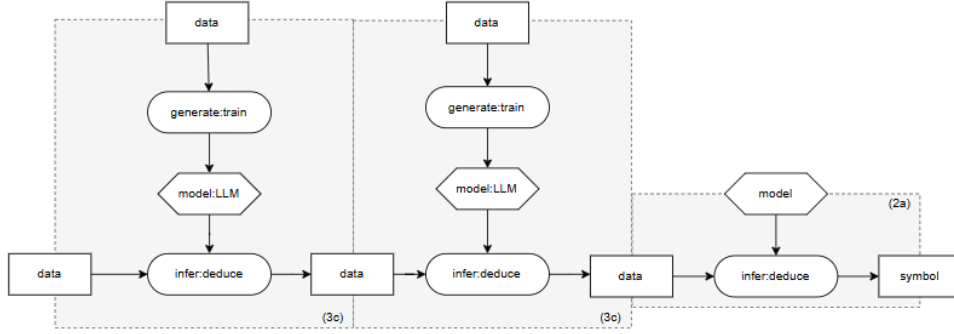 data
data
generate:train
generate:train
model:LLM
model:LLM
model
(2a)
data
infer:deduce
data
infer:deduce
data
infer:deduce
symbol
(3c)
(3c)